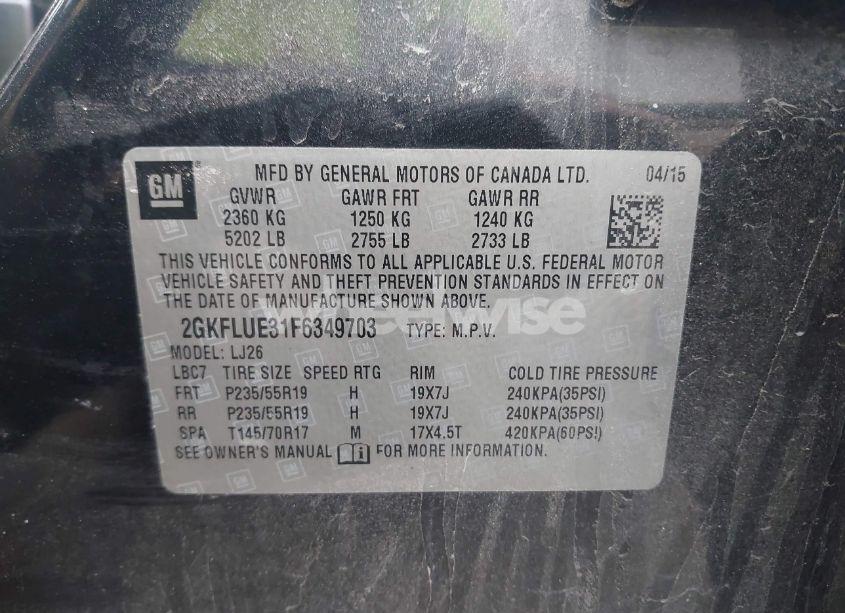 GM
MFD BY GENERAL MOTORS OF CANADA LTD. 04/15
GVWR GAWR FRT GAWR RR
2360 KG 1250 KG 1240 KG
5202 LB 2755 LB 2733 LB
THIS VEHICLE CONFORMS TO ALL APPLICABLE U.S. FEDERAL MOTOR
VEHICLE SAFETY AND THEFT PREVENTION STANDARDS IN EFFECT ON
THE DATE OF MANUFACTURE SHOWN ABOVE.
wheelwise
2GKFLUE31F6349703 TYPE: M.P.V.
MODEL: LJ26
LBC7 TIRE SIZE SPEED RTG RIM COLD TIRE PRESSURE
FRT P235/55R19 H 19X7J 240KPA(35PSI)
RR P235/55R19 H 19X7J 240KPA(35PSI)
SPA T145/70R17 M 17X4.5T 420KPA(60PSI)
SEE OWNER'S MANUAL FOR MORE INFORMATION.